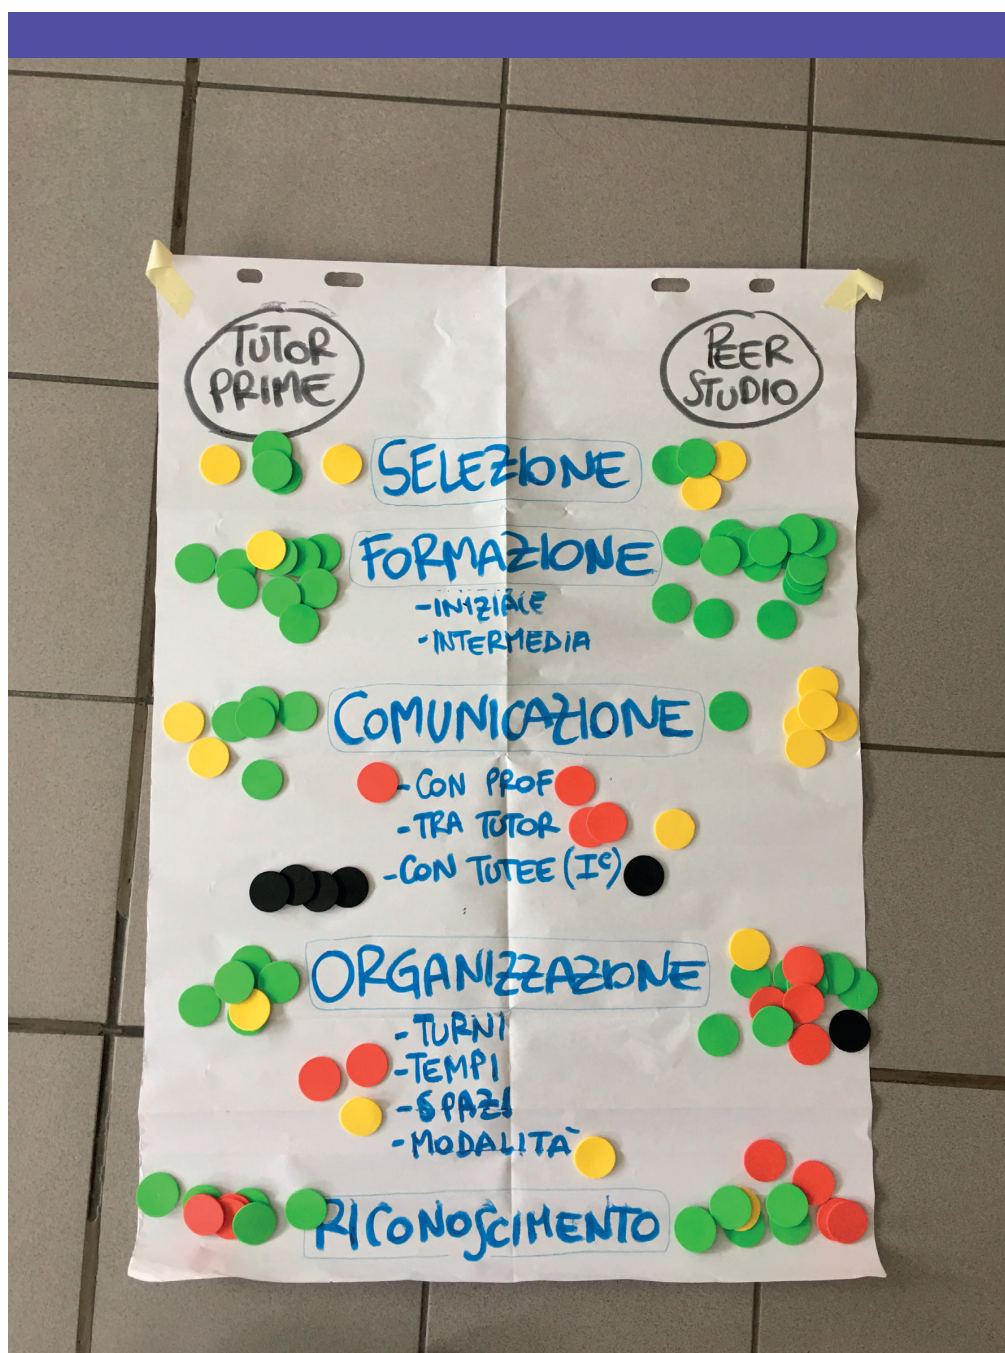 TUTOR
PRIME
PEER
STUDIO
SELEZIONE
FORMAZIONE
-INIZIALE
-INTERMEDIA
COMUNICAZIONE
-CON PROF
-TRA TUTOR
-CON TUTEE (Iᵉ)
ORGANIZZAZIONE
-TURNI
-TEMPI
-SPAZI
-MODALITÀ
RICONOSCIMENTO